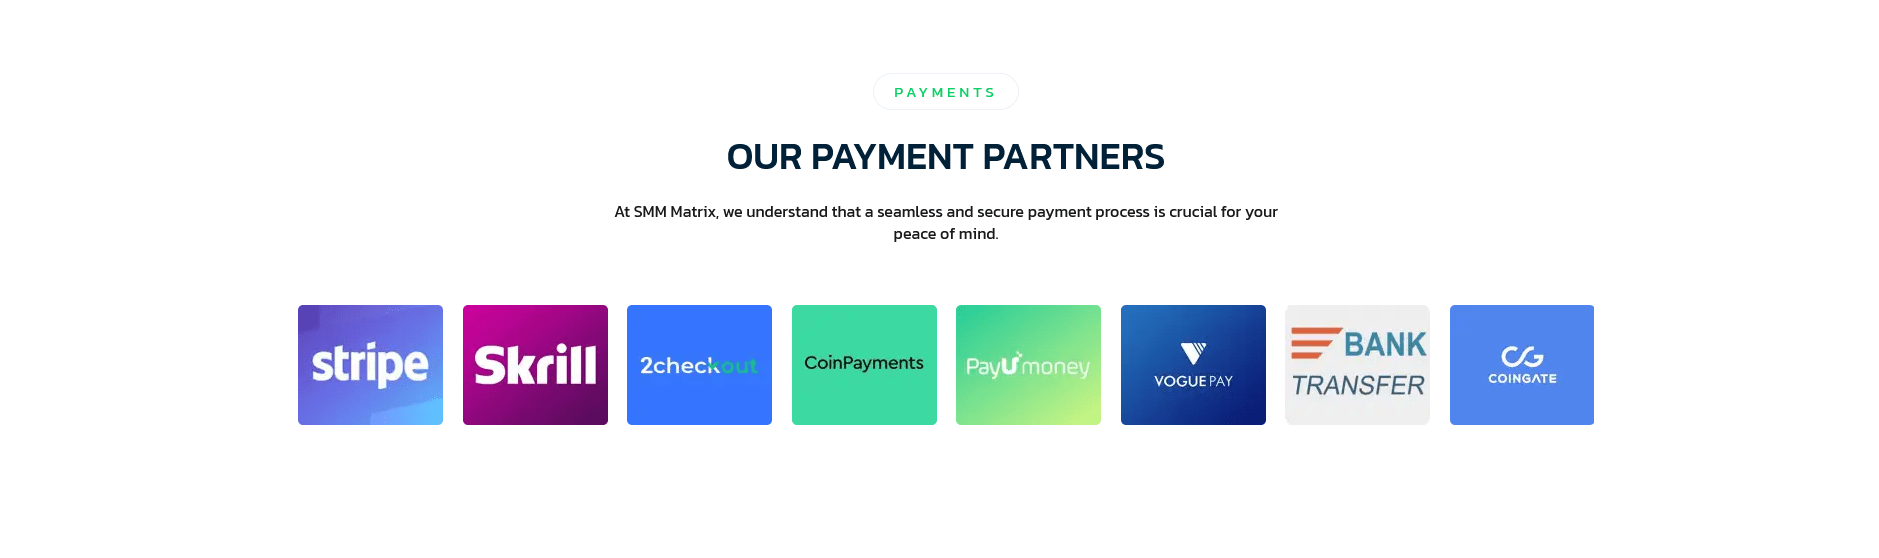 PAYMENTS
OUR PAYMENT PARTNERS
At SMM Matrix, we understand that a seamless and secure payment process is crucial for your
peace of mind.
stripe
Skrill
2checkout
CoinPayments
PayUmoney
VOGUE PAY
BANK
TRANSFER
COINGATE